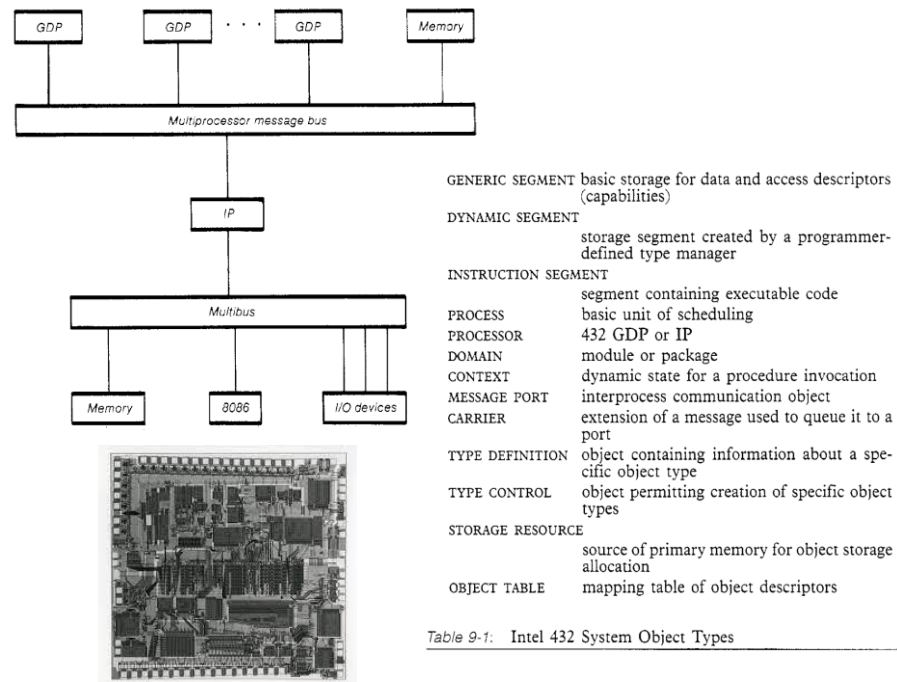 GDP
GDP
. . .
GDP
Memory
Multiprocessor message bus
IP
Multibus
Memory
8086
I/O devices
GENERIC SEGMENT basic storage for data and access descriptors
(capabilities)
DYNAMIC SEGMENT
storage segment created by a programmer-
defined type manager
INSTRUCTION SEGMENT
segment containing executable code
PROCESS basic unit of scheduling
PROCESSOR 432 GDP or IP
DOMAIN module or package
CONTEXT dynamic state for a procedure invocation
MESSAGE PORT interprocess communication object
CARRIER extension of a message used to queue it to a
port
TYPE DEFINITION object containing information about a spe-
cific object type
TYPE CONTROL object permitting creation of specific object
types
STORAGE RESOURCE
source of primary memory for object storage
allocation
OBJECT TABLE mapping table of object descriptors
Table 9-1: Intel 432 System Object Types